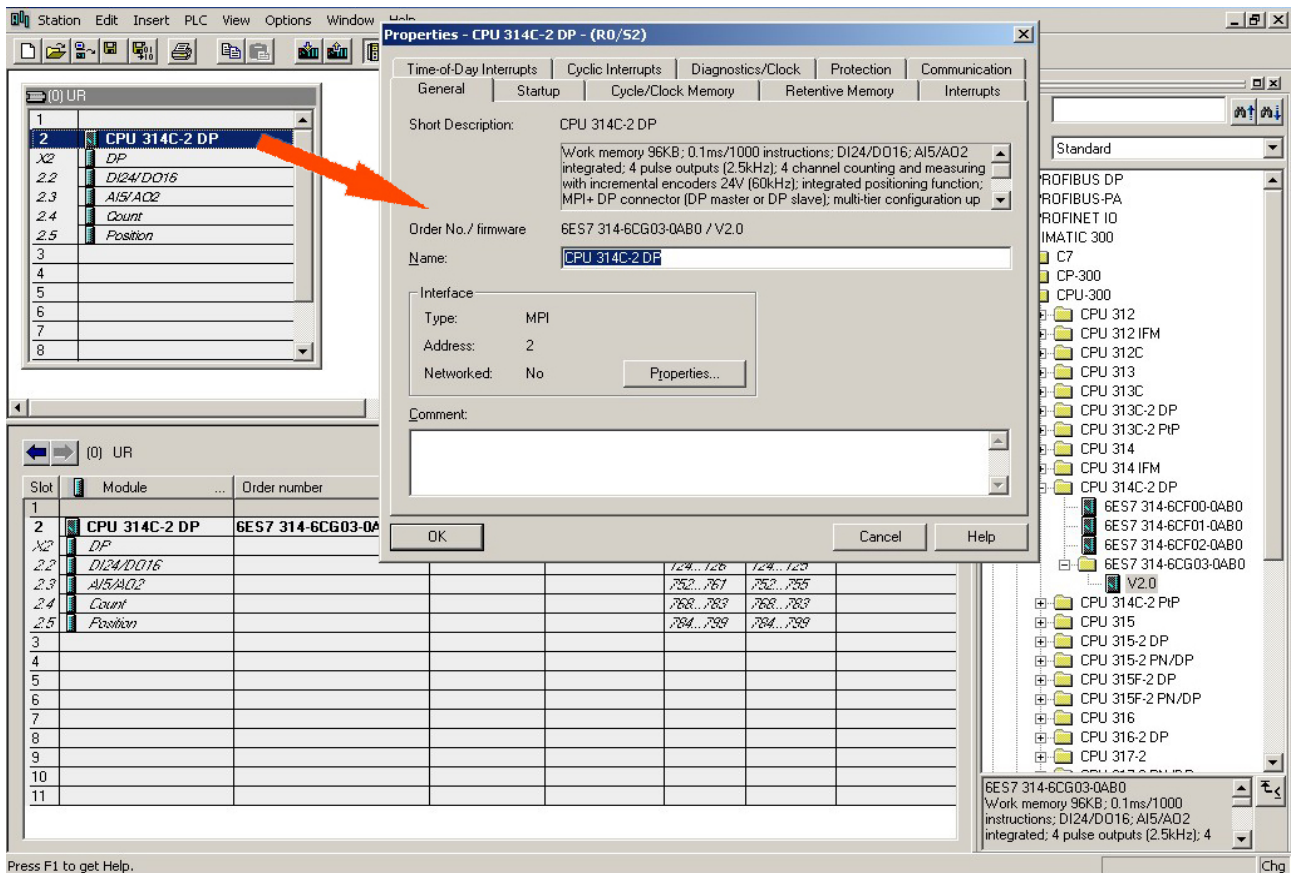 Station Edit Insert PLC View Options Window Help
Properties - CPU 314C-2 DP - (R0/S2)
Time-of-Day Interrupts Cyclic Interrupts Diagnostics/Clock Protection Communication
General Startup Cycle/Clock Memory Retentive Memory Interrupts
Short Description: CPU 314C-2 DP
Work memory 96KB; 0.1ms/1000 instructions; DI24/DO16; AI5/AO2
integrated; 4 pulse outputs (2.5kHz); 4 channel counting and measuring
with incremental encoders 24V (60kHz); integrated positioning function;
MPI+ DP connector (DP master or DP slave); multi-tier configuration up
Order No./ firmware 6ES7 314-6CG03-0AB0 / V2.0
Name: CPU 314C-2 DP
Interface
Type: MPI
Address: 2
Networked: No Properties...
Comment:
OK Cancel Help
(0) UR
1
2 CPU 314C-2 DP
X2 DP
2.2 DI24/DO16
2.3 AI5/AO2
2.4 Count
2.5 Position
3
4
5
6
7
8
(0) UR
Slot Module ... Order number
1
2 CPU 314C-2 DP 6ES7 314-6CG03-0A
X2 DP
2.2 DI24/DO16 124...126 124...125
2.3 AI5/AO2 752...761 752...755
2.4 Count 768...783 768...783
2.5 Position 784...799 784...799
3
4
5
6
7
8
9
10
11
Standard
ROFIBUS DP
ROFIBUS-PA
ROFINET IO
IMATIC 300
C7
CP-300
CPU-300
CPU 312
CPU 312 IFM
CPU 312C
CPU 313
CPU 313C
CPU 313C-2 DP
CPU 313C-2 PtP
CPU 314
CPU 314 IFM
CPU 314C-2 DP
6ES7 314-6CF00-0AB0
6ES7 314-6CF01-0AB0
6ES7 314-6CF02-0AB0
6ES7 314-6CG03-0AB0
V2.0
CPU 314C-2 PtP
CPU 315
CPU 315-2 DP
CPU 315-2 PN/DP
CPU 315F-2 DP
CPU 315F-2 PN/DP
CPU 316
CPU 316-2 DP
CPU 317-2
6ES7 314-6CG03-0AB0
Work memory 96KB; 0.1ms/1000
instructions; DI24/DO16; AI5/AO2
integrated; 4 pulse outputs (2.5kHz); 4
Press F1 to get Help. Chg